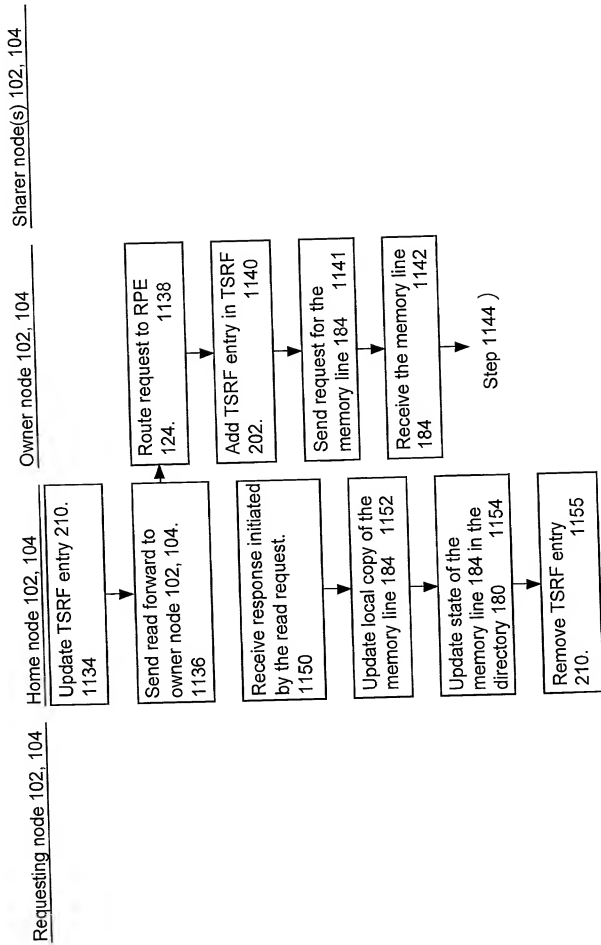 Requesting node 102, 104
Home node 102, 104
Owner node 102, 104
Sharer node(s) 102, 104
Update TSRF entry 210.
1134
Send read forward to
owner node 102, 104.
1136
Receive response initiated
by the read request.
1150
Update local copy of the
memory line 184 1152
Update state of the
memory line 184 in the
directory 180 1154
Remove TSRF entry
210. 1155
Route request to RPE
124. 1138
Add TSRF entry in TSRF
202. 1140
Send request for the
memory line 184 1141
Receive the memory line
184 1142
Step 1144 )